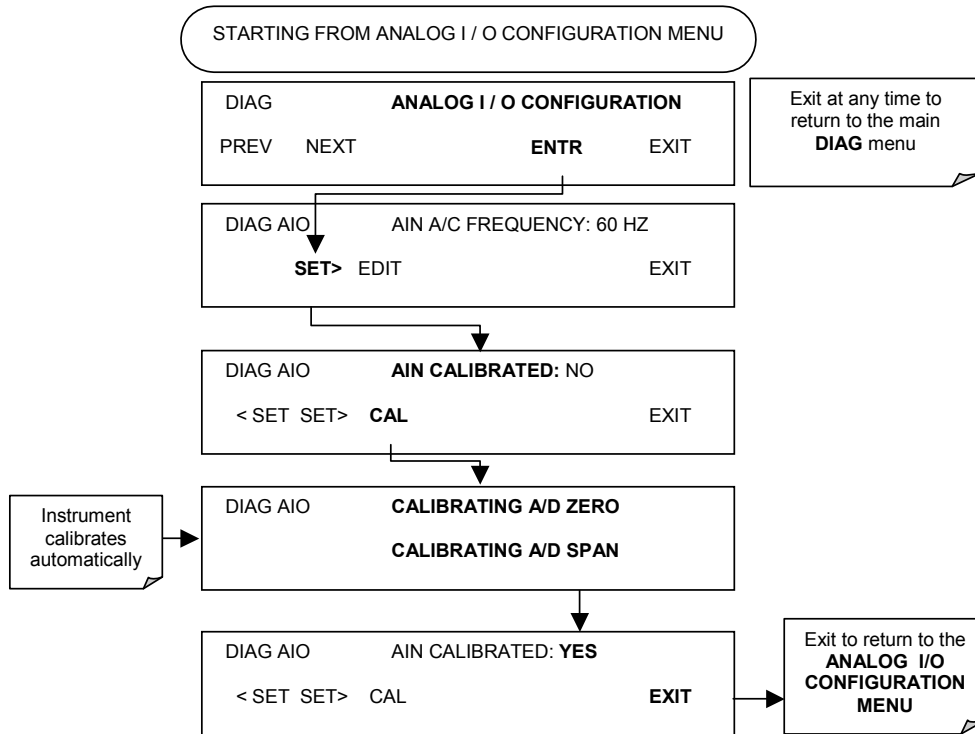 STARTING FROM ANALOG I / O CONFIGURATION MENU
DIAG ANALOG I / O CONFIGURATION
PREV NEXT ENTR EXIT
Exit at any time to
return to the main
DIAG menu
DIAG AIO AIN A/C FREQUENCY: 60 HZ
SET> EDIT EXIT
DIAG AIO AIN CALIBRATED: NO
< SET SET> CAL EXIT
Instrument
calibrates
automatically
DIAG AIO CALIBRATING A/D ZERO
CALIBRATING A/D SPAN
DIAG AIO AIN CALIBRATED: YES
< SET SET> CAL EXIT
Exit to return to the
ANALOG I/O
CONFIGURATION
MENU